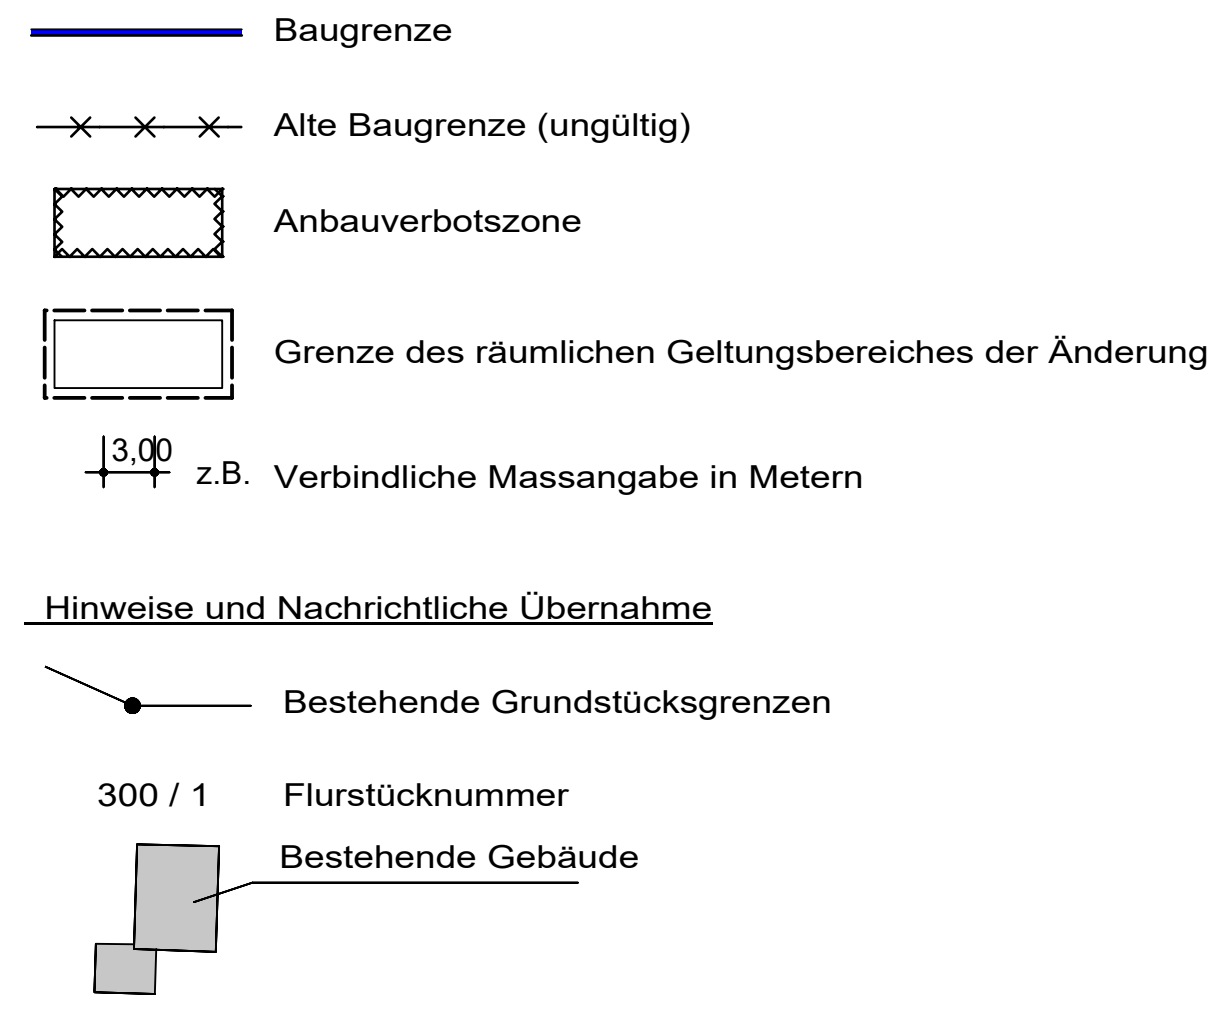 Baugrenze
Alte Baugrenze (ungültig)
Anbauverbotszone
Grenze des räumlichen Geltungsbereiches der Änderung
3,00 z.B. Verbindliche Massangabe in Metern
Hinweise und Nachrichtliche Übernahme
Bestehende Grundstücksgrenzen
300 / 1 Flurstücknummer
Bestehende Gebäude